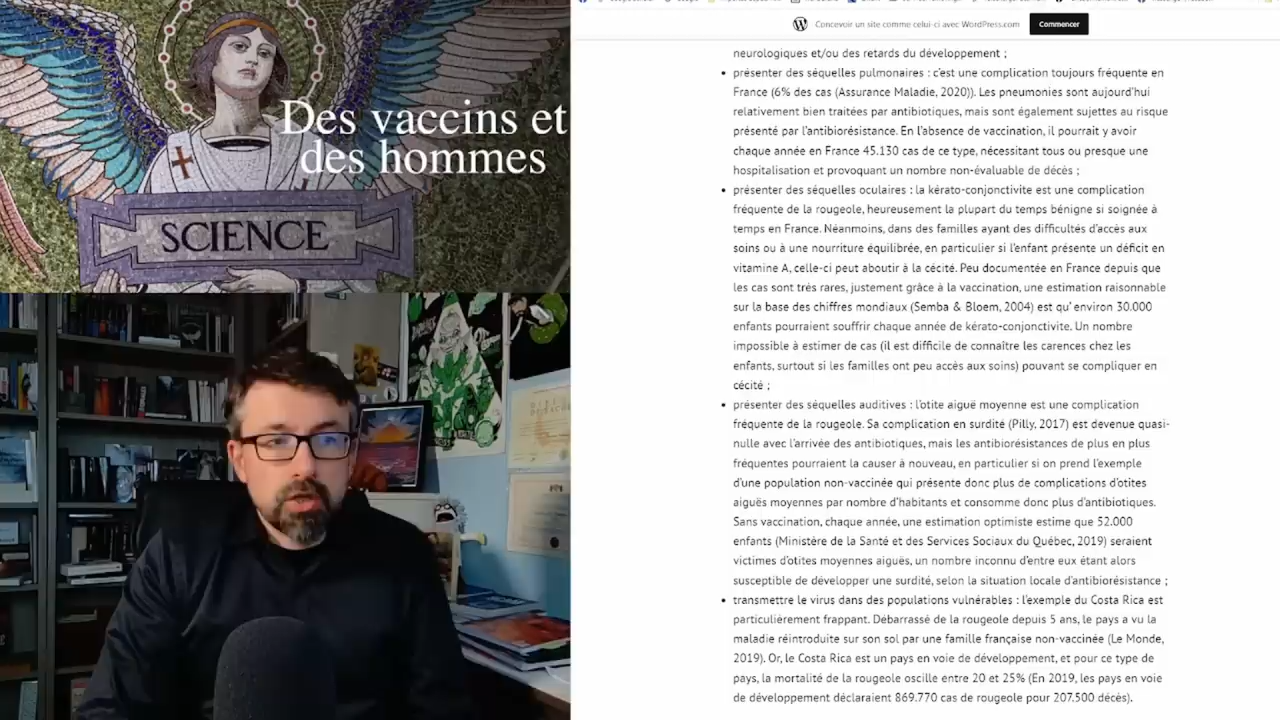 Des vaccins et
des hommes
SCIENCE
Concevoir un site comme celui-ci avec WordPress.com
Commencer
neurologiques et/ou des retards du développement ;
• présenter des séquelles pulmonaires : c'est une complication toujours fréquente en
France (6% des cas (Assurance Maladie, 2020)). Les pneumonies sont aujourd'hui
relativement bien traitées par antibiotiques, mais sont également sujettes au risque
présenté par l'antibiorésistance. En l'absence de vaccination, il pourrait y avoir
chaque année en France 45.130 cas de ce type, nécessitant tous ou presque une
hospitalisation et provoquant un nombre non-évaluable de décès ;
• présenter des séquelles oculaires : la kérato-conjonctivite est une complication
fréquente de la rougeole, heureusement la plupart du temps bénigne si soignée à
temps en France. Néanmoins, dans des familles ayant des difficultés d'accès aux
soins ou à une nourriture équilibrée, en particulier si l'enfant présente un déficit en
vitamine A, celle-ci peut aboutir à la cécité. Peu documentée en France depuis que
les cas sont très rares, justement grâce à la vaccination, une estimation raisonnable
sur la base des chiffres mondiaux (Semba & Bloem, 2004) est qu' environ 30.000
enfants pourraient souffrir chaque année de kérato-conjonctivite. Un nombre
impossible à estimer de cas (il est difficile de connaître les carences chez les
enfants, surtout si les familles ont peu accès aux soins) pouvant se compliquer en
cécité ;
• présenter des séquelles auditives : l'otite aiguë moyenne est une complication
fréquente de la rougeole. Sa complication en surdité (Pilly, 2017) est devenue quasi-
nulle avec l'arrivée des antibiotiques, mais les antibiorésistances de plus en plus
fréquentes pourraient la causer à nouveau, en particulier si on prend l'exemple
d'une population non-vaccinée qui présente donc plus de complications d'otites
aiguës moyennes par nombre d'habitants et consomme donc plus d'antibiotiques.
Sans vaccination, chaque année, une estimation optimiste estime que 52.000
enfants (Ministère de la Santé et des Services Sociaux du Québec, 2019) seraient
victimes d'otites moyennes aiguës, un nombre inconnu d'entre eux étant alors
susceptible de développer une surdité, selon la situation locale d'antibiorésistance ;
• transmettre le virus dans des populations vulnérables : l'exemple du Costa Rica est
particulièrement frappant. Débarrassé de la rougeole depuis 5 ans, le pays a vu la
maladie réintroduite sur son sol par une famille française non-vaccinée (Le Monde,
2019). Or, le Costa Rica est un pays en voie de développement, et pour ce type de
pays, la mortalité de la rougeole oscille entre 20 et 25% (En 2019, les pays en voie
de développement déclaraient 869.770 cas de rougeole pour 207.500 décès).